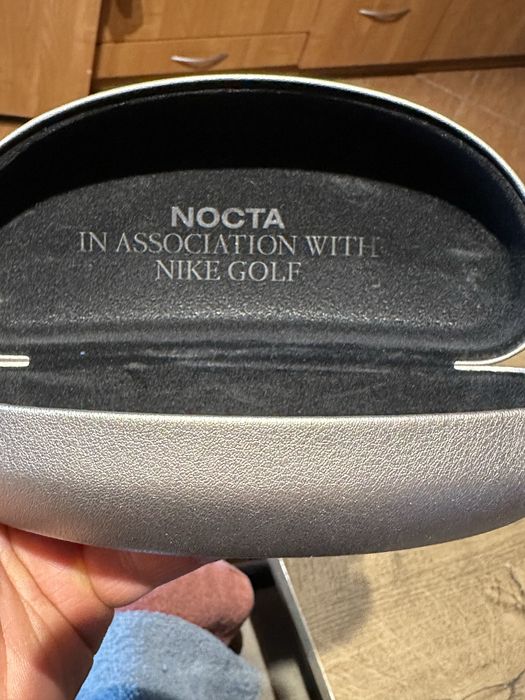 NOCTA
IN ASSOCIATION WITH
NIKE GOLF